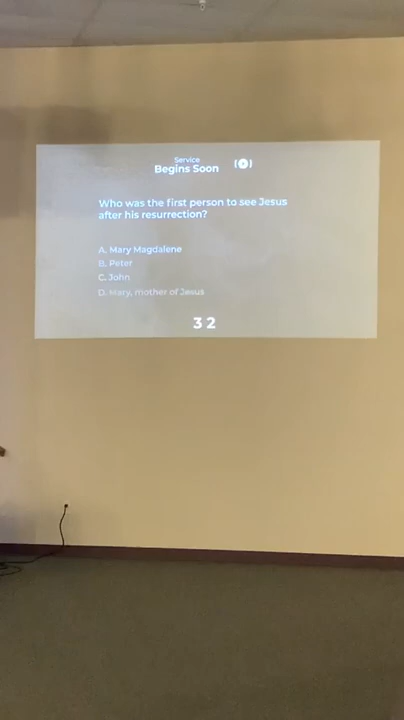 Service
Begins Soon
Who was the first person to see Jesus
after his resurrection?
A. Mary Magdalene
B. Peter
C. John
D. Mary, mother of Jesus
3 2